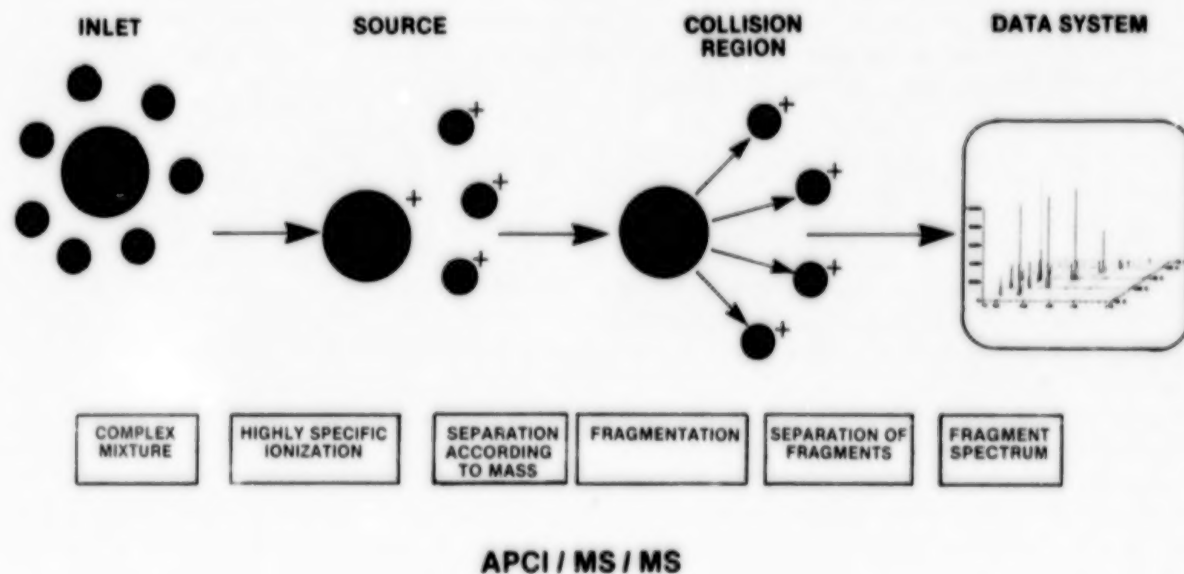 INLET
SOURCE
COLLISION
REGION
DATA SYSTEM
+
+
+
+
+
+
+
+
COMPLEX
MIXTURE
HIGHLY SPECIFIC
IONIZATION
SEPARATION
ACCORDING
TO MASS
FRAGMENTATION
SEPARATION OF
FRAGMENTS
FRAGMENT
SPECTRUM
APCI / MS / MS